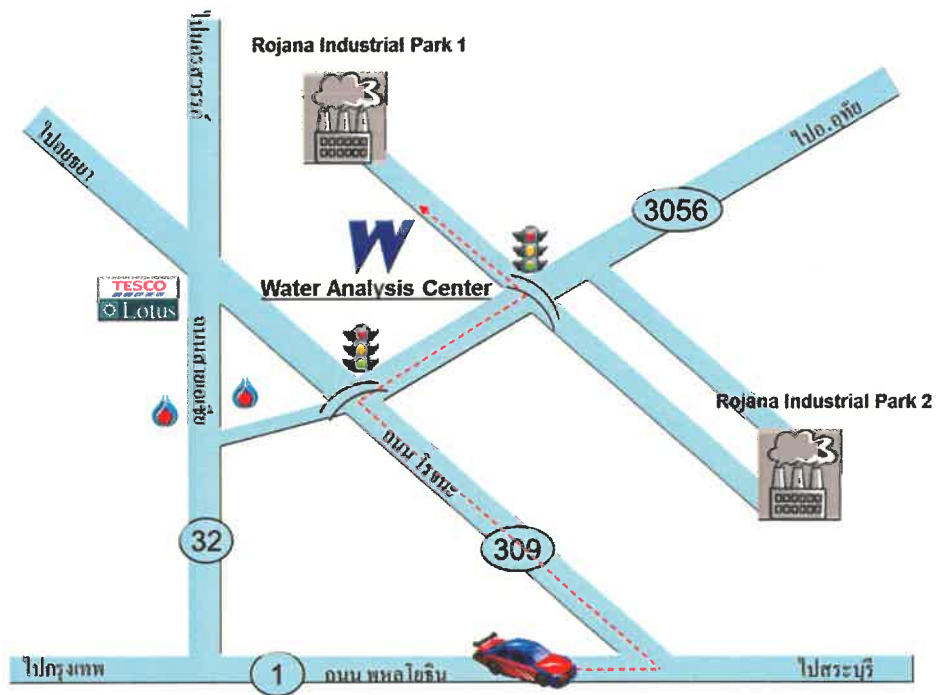 ไปนครสวรรค์
Rojana Industrial Park 1
ไปอยุธยา
ไปอ.อุทัย
3056
W
Water Analysis Center
TESCO
Lotus
ถนนสายเอเซีย
Rojana Industrial Park 2
ถนน โรจนะ
32
309
ไปกรุงเทพ
1
ถนน พหลโยธิน
ไปสระบุรี